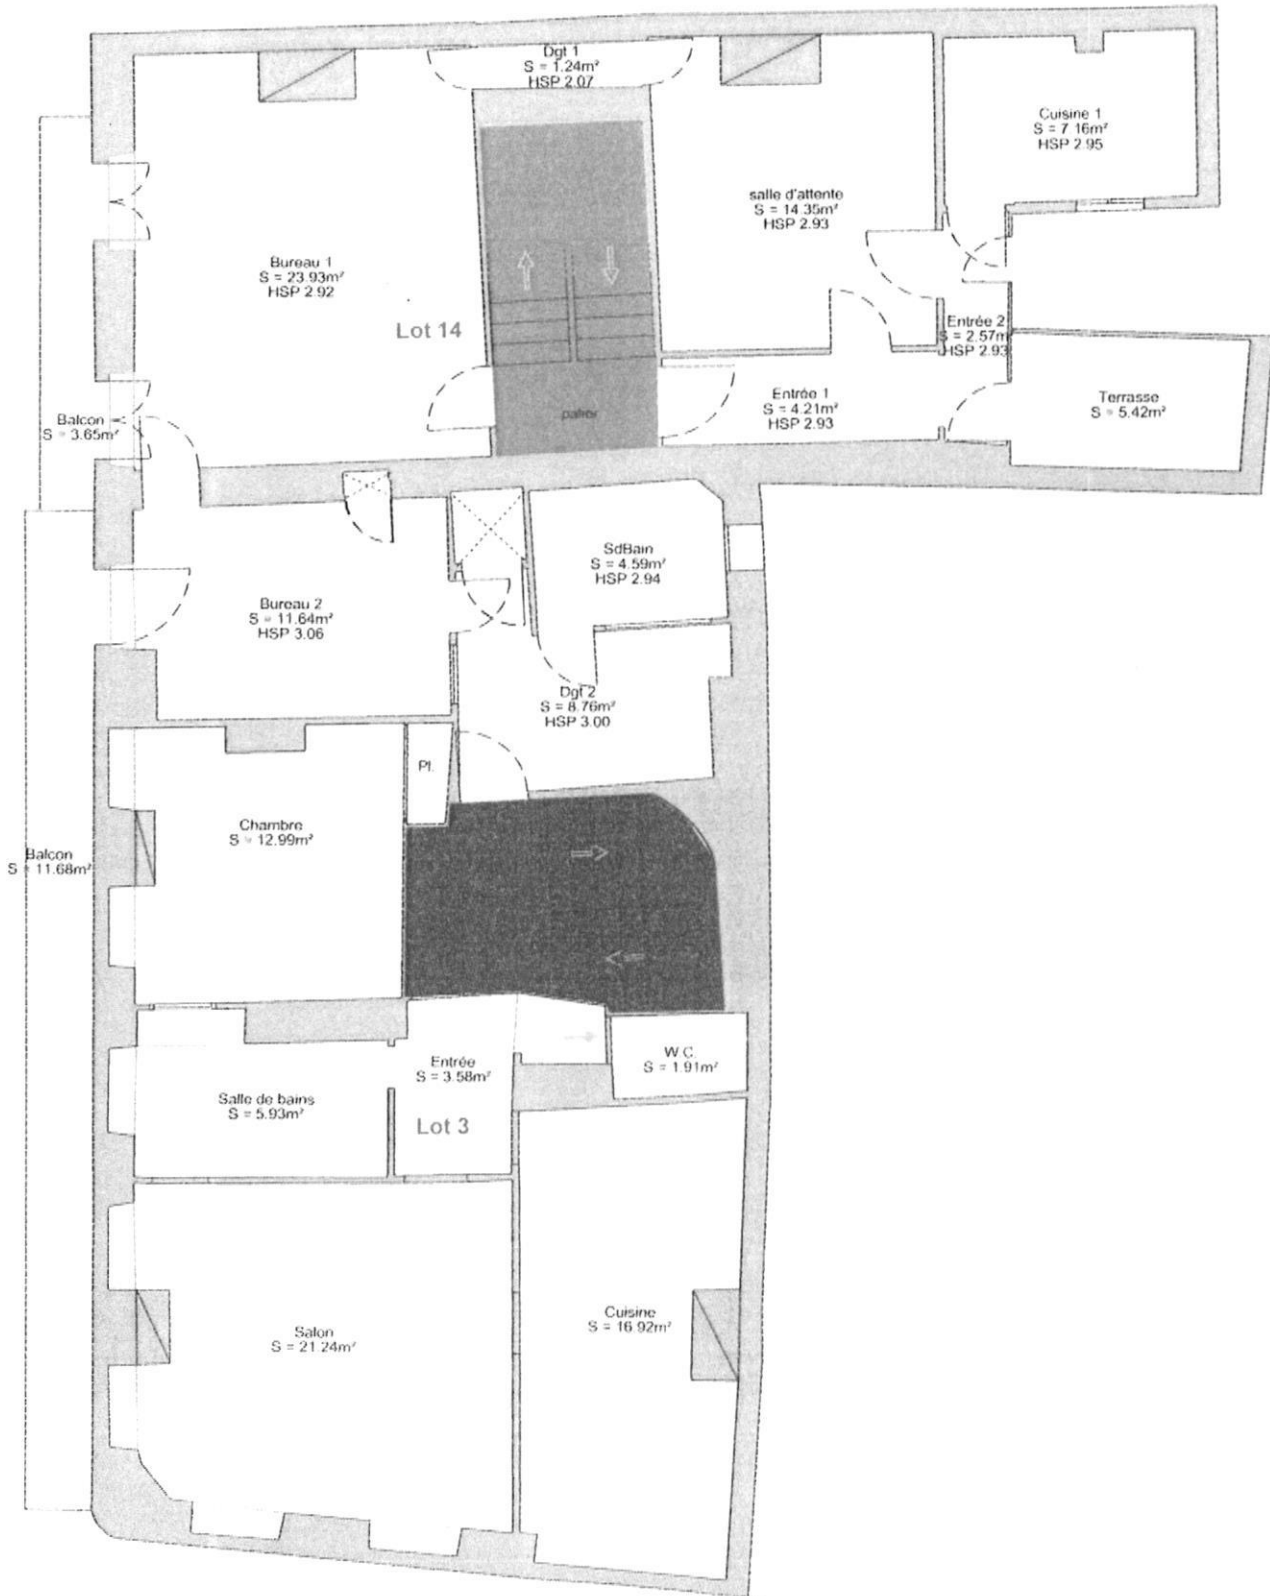 Dgt 1
S = 1.24m²
HSP 2.07
Cuisine 1
S = 7.16m²
HSP 2.95
salle d'attente
S = 14.35m²
HSP 2.93
Bureau 1
S = 23.93m²
HSP 2.92
Lot 14
Entrée 2
S = 2.57m
HSP 2.93
Balcon
S = 3.65m²
palier
Entrée 1
S = 4.21m²
HSP 2.93
Terrasse
S = 5.42m²
SdBain
S = 4.59m²
HSP 2.94
Bureau 2
S = 11.64m²
HSP 3.06
Dgt 2
S = 8.76m²
HSP 3.00
Pl.
Chambre
S = 12.99m²
Balcon
S = 11.68m²
Entrée
S = 3.58m²
W.C.
S = 1.91m²
Salle de bains
S = 5.93m²
Lot 3
Salon
S = 21.24m²
Cuisine
S = 16.92m²